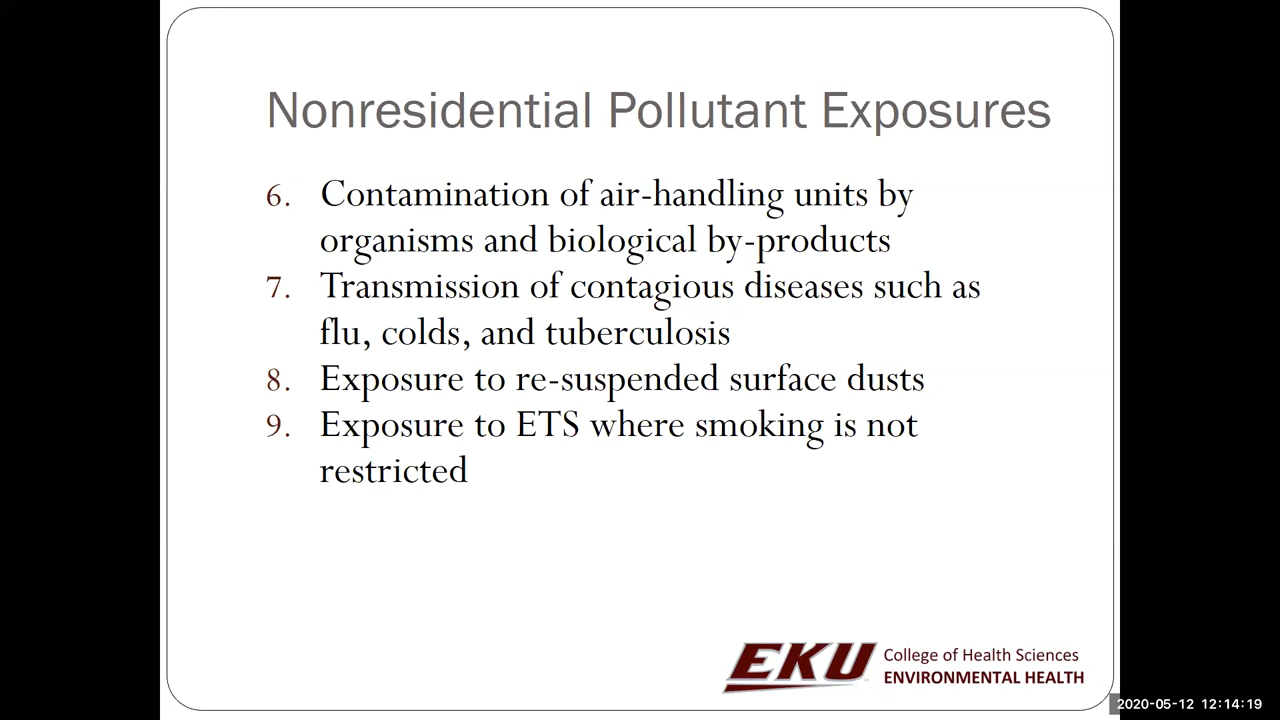 Nonresidential Pollutant Exposures
6. Contamination of air-handling units by
organisms and biological by-products
7. Transmission of contagious diseases such as
flu, colds, and tuberculosis
8. Exposure to re-suspended surface dusts
9. Exposure to ETS where smoking is not
restricted
EKU College of Health Sciences
ENVIRONMENTAL HEALTH
2020-05-12 12:14:19